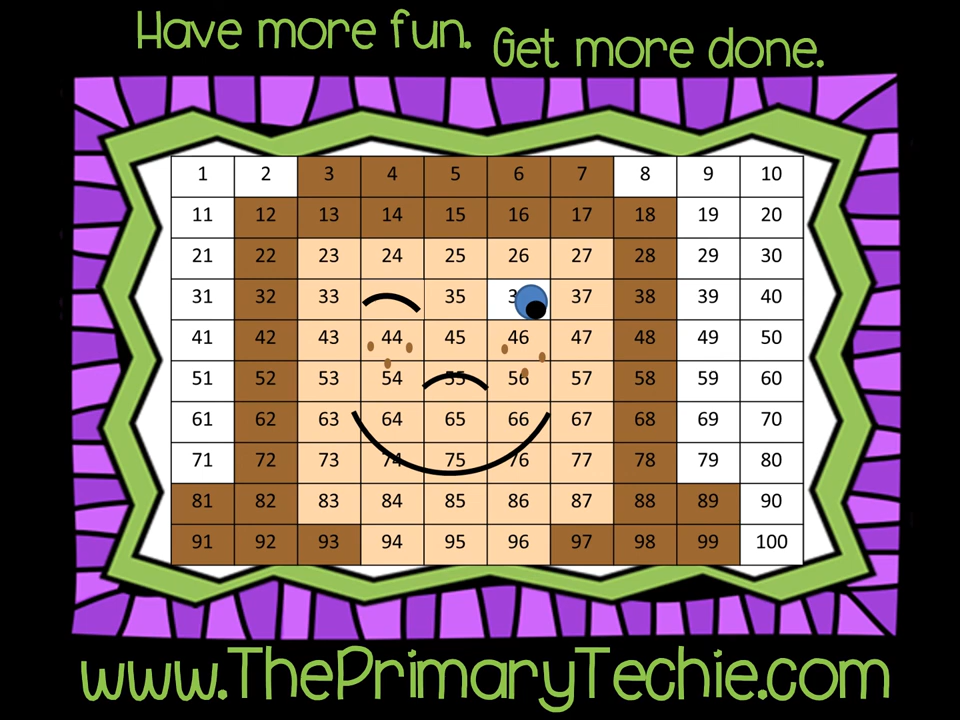 Have more fun. Get more done.
1 2 3 4 5 6 7 8 9 10
11 12 13 14 15 16 17 18 19 20
21 22 23 24 25 26 27 28 29 30
31 32 33 35 37 38 39 40
41 42 43 44 45 46 47 48 49 50
51 52 53 54 55 56 57 58 59 60
61 62 63 64 65 66 67 68 69 70
71 72 73 74 75 76 77 78 79 80
81 82 83 84 85 86 87 88 89 90
91 92 93 94 95 96 97 98 99 100
www.ThePrimaryTechie.com